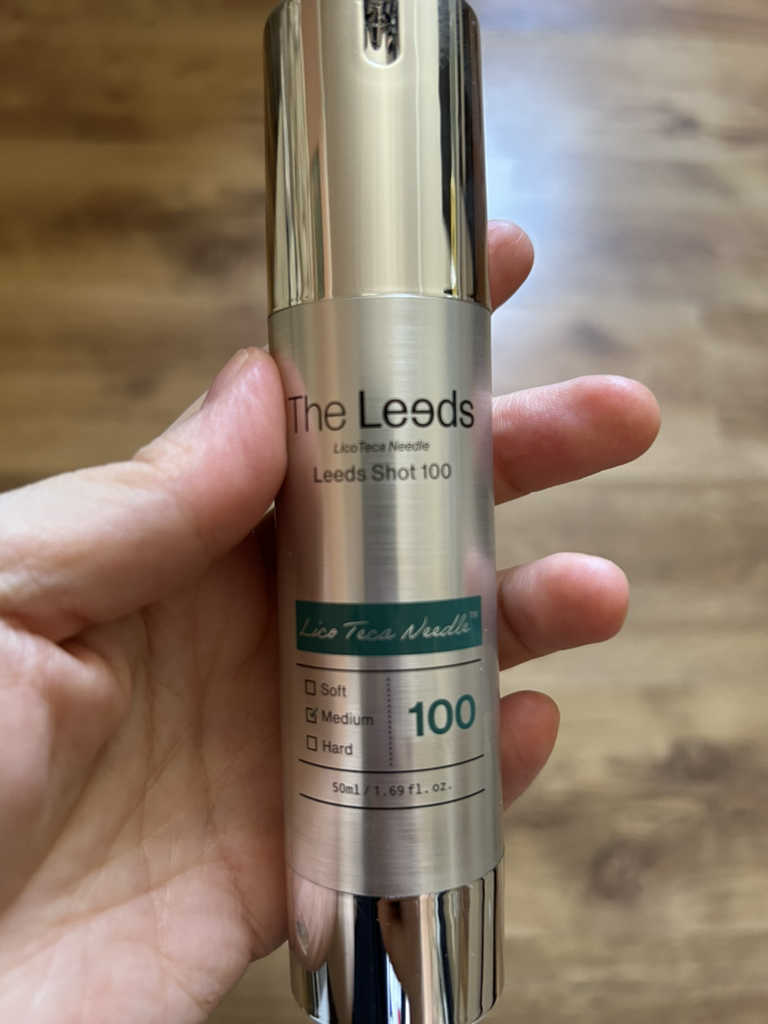 The Leeds
LicoTeca Needle
Leeds Shot 100
Lico Teca Needle™
☐ Soft
☑ Medium
☐ Hard
100
50ml / 1.69 fl. oz.